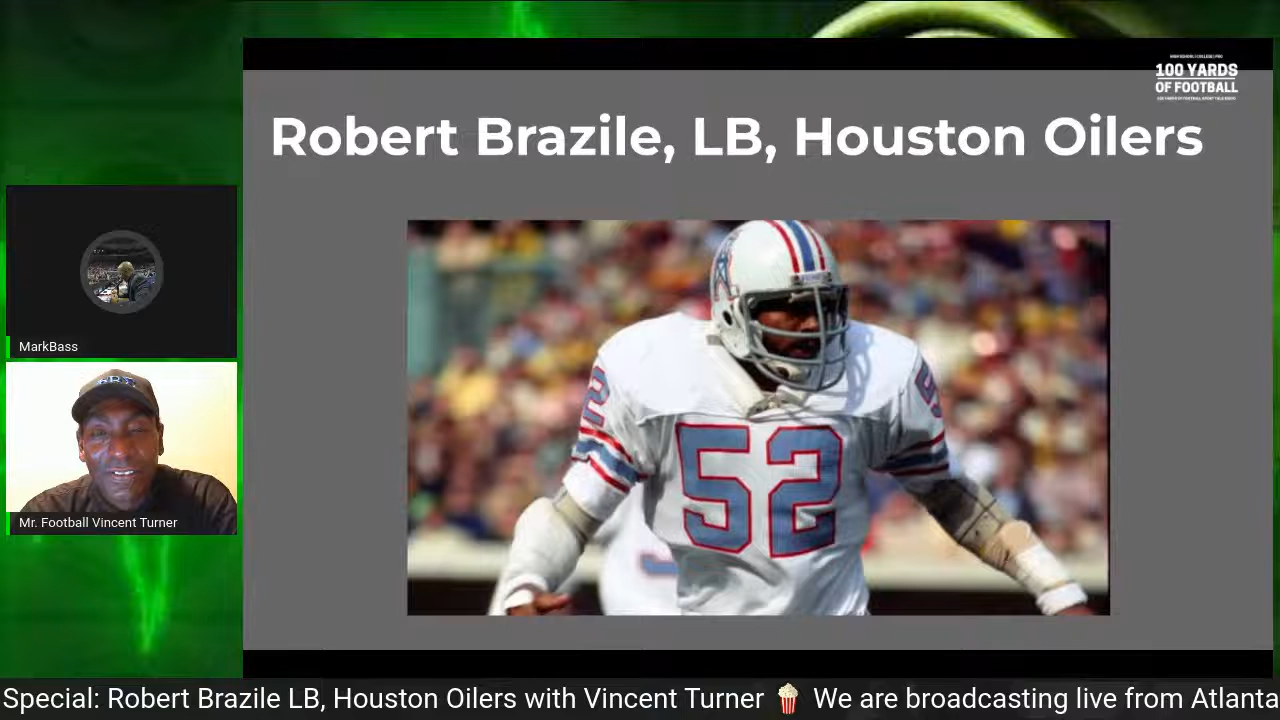 100 YARDS
OF FOOTBALL
Robert Brazile, LB, Houston Oilers
52
MarkBass
Mr. Football Vincent Turner
Special: Robert Brazile LB, Houston Oilers with Vincent Turner 🍿 We are broadcasting live from Atlanta